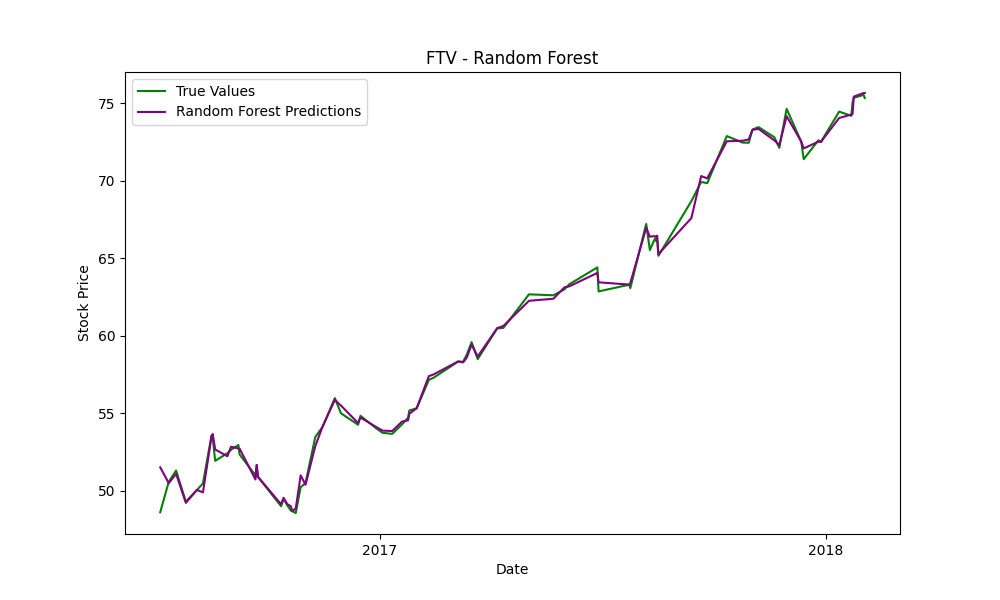 FTV - Random Forest
True Values
Random Forest Predictions
75
70
65
60
55
50
Stock Price
2017
2018
Date